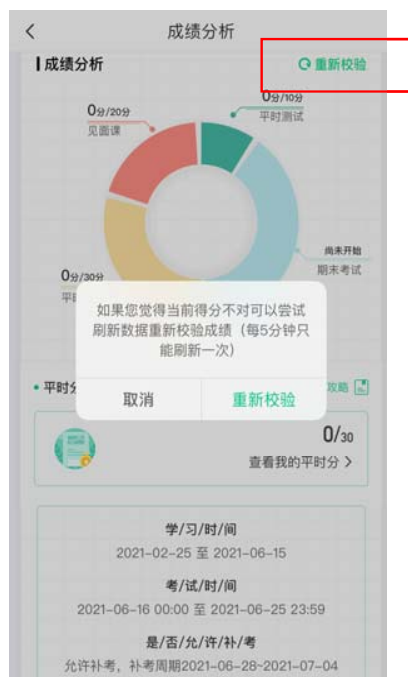 成绩分析
成绩分析
重新校验
0分/20分
见面课
0分/10分
平时测试
尚未开始
期末考试
0分/30分
如果您觉得当前得分不对可以尝试
刷新数据重新校验成绩（每5分钟只
能刷新一次）
取消
重新校验
平时分
攻略
0/30
查看我的平时分
学/习/时/间
2021-02-25 至 2021-06-15
考/试/时/间
2021-06-16 00:00 至 2021-06-25 23:59
是/否/允/许/补/考
允许补考，补考周期2021-06-28~2021-07-04